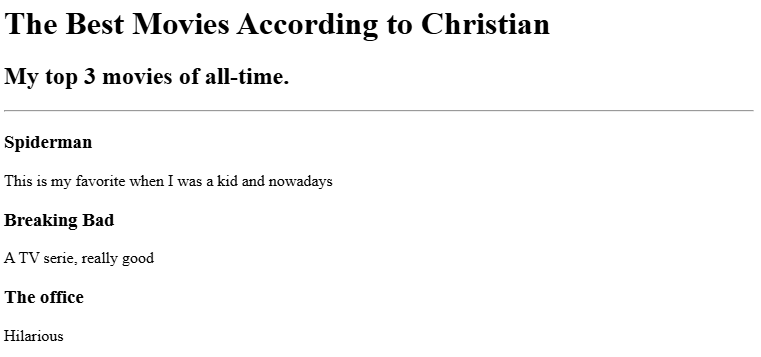 The Best Movies According to Christian
My top 3 movies of all-time.
Spiderman
This is my favorite when I was a kid and nowadays
Breaking Bad
A TV serie, really good
The office
Hilarious